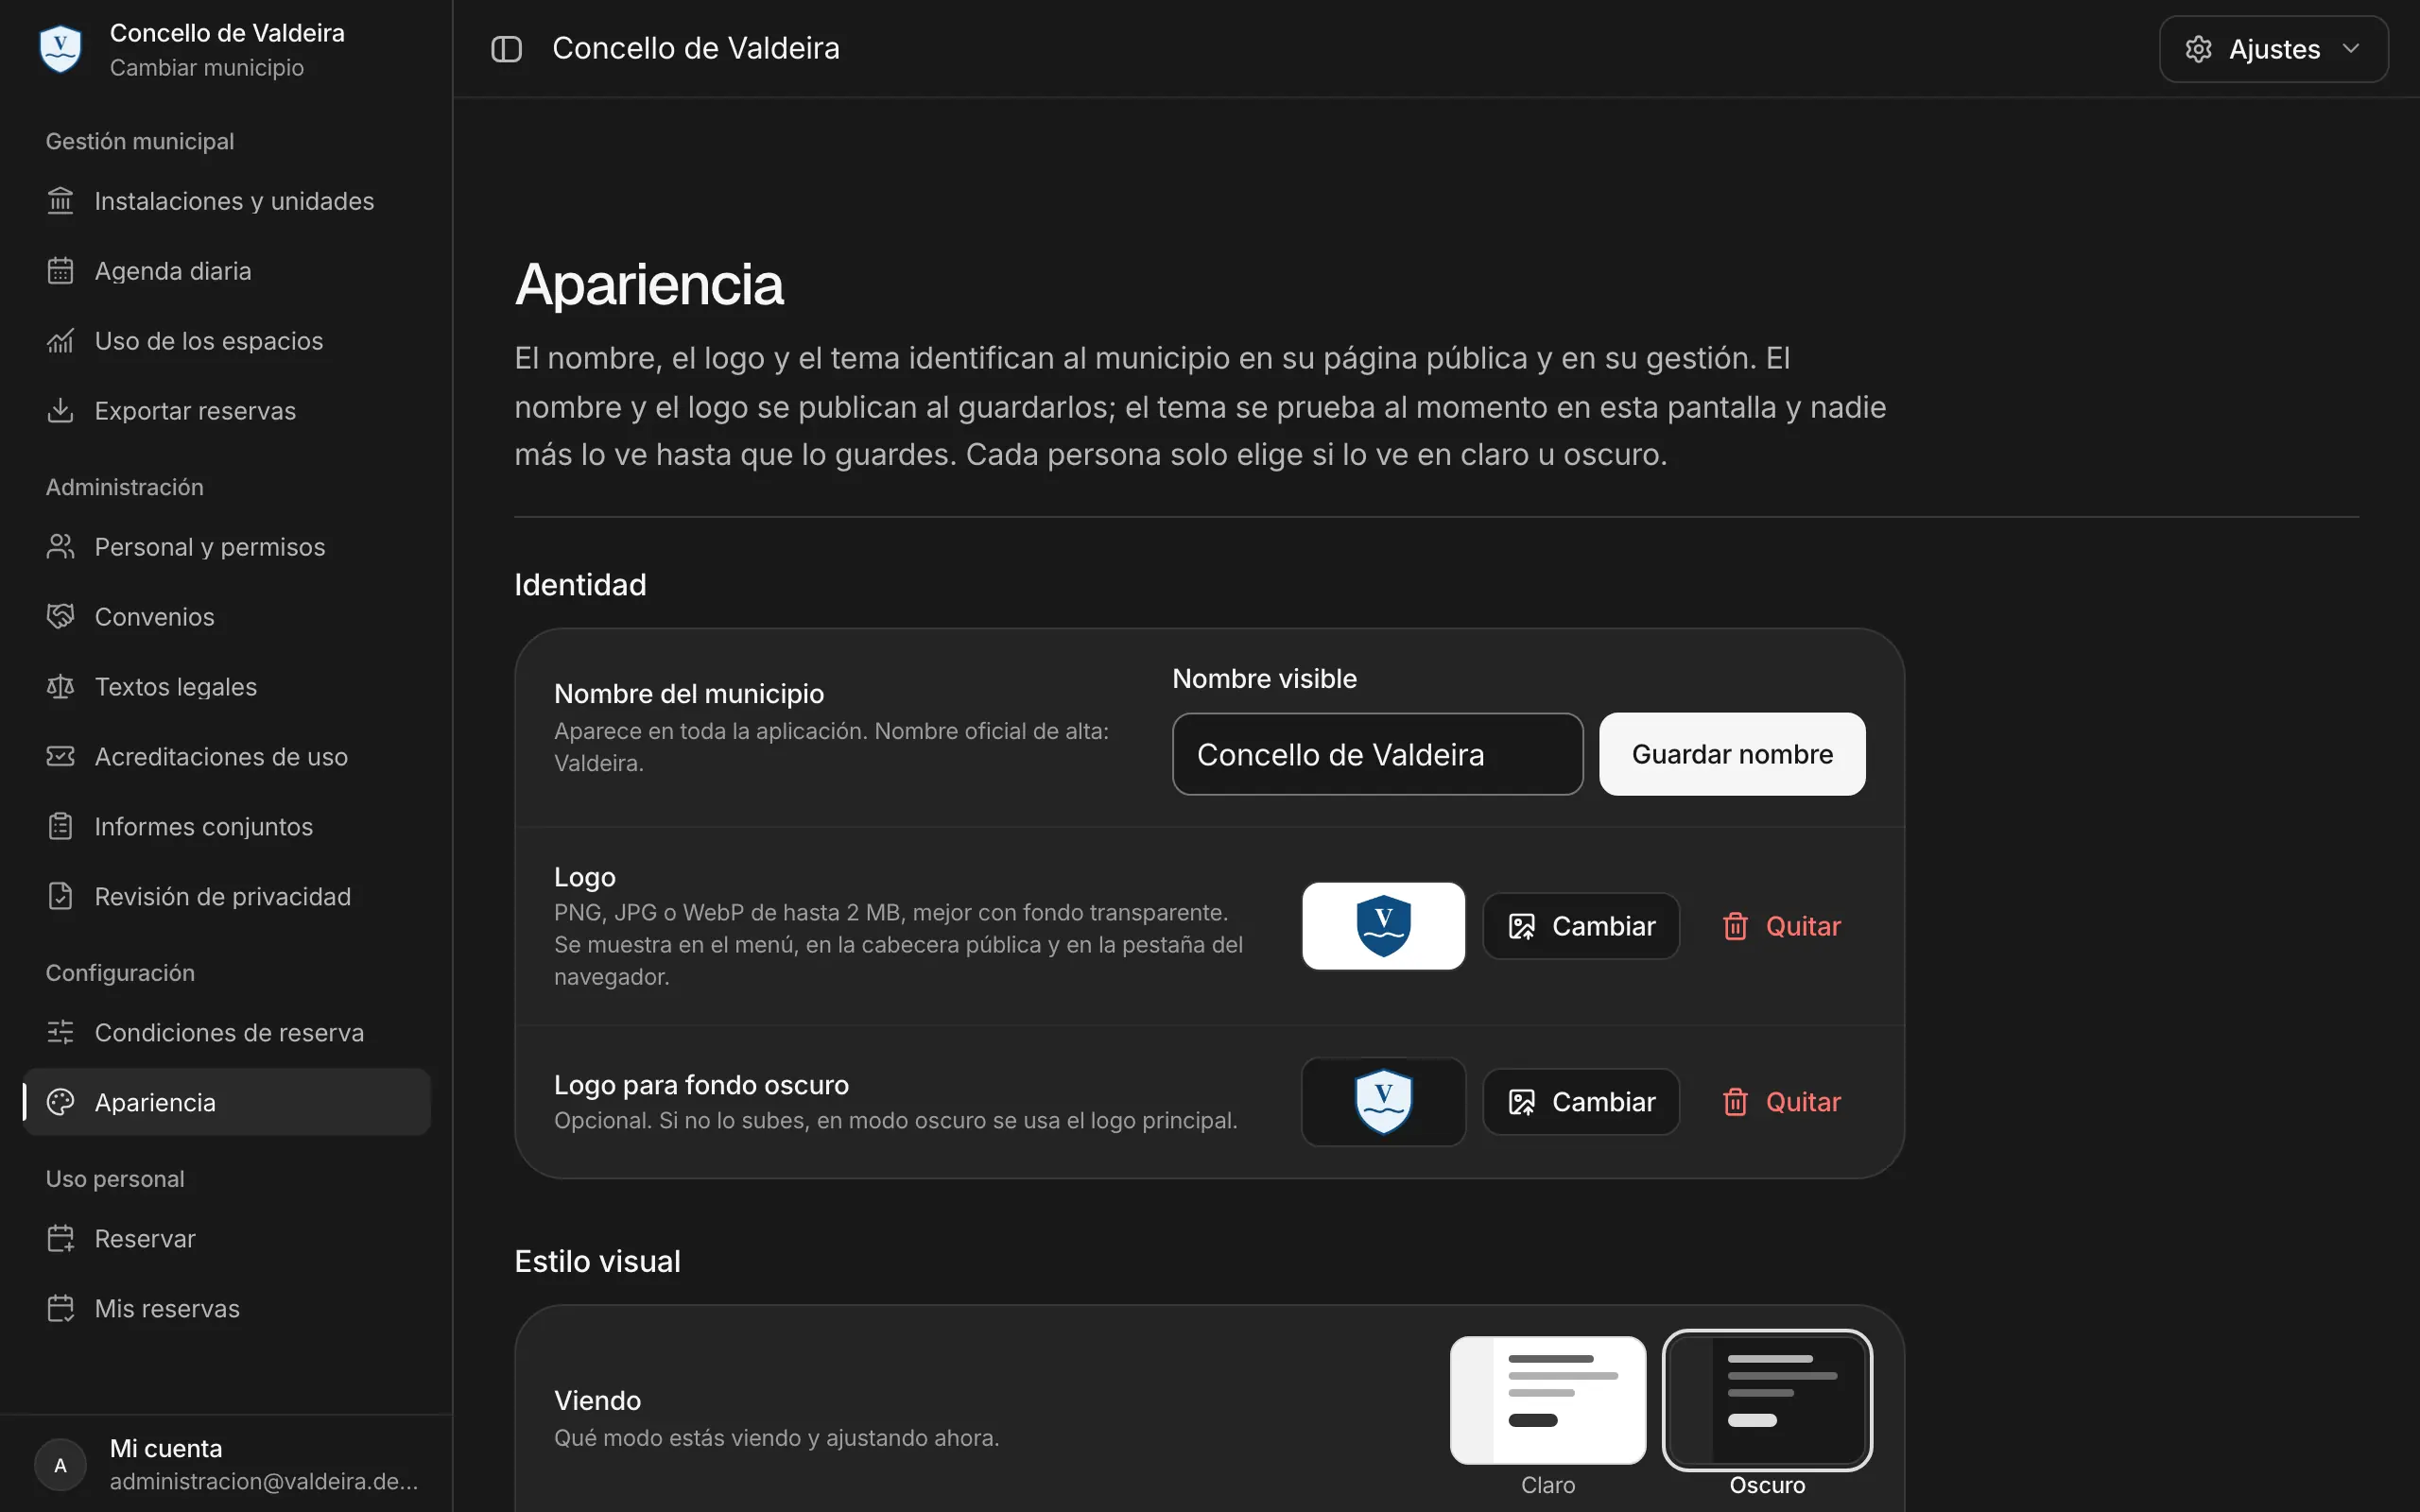 V
Concello de Valdeira
Cambiar municipio
Gestión municipal
Instalaciones y unidades
Agenda diaria
Uso de los espacios
Exportar reservas
Administración
Personal y permisos
Convenios
Textos legales
Acreditaciones de uso
Informes conjuntos
Revisión de privacidad
Configuración
Condiciones de reserva
Apariencia
Uso personal
Reservar
Mis reservas
A
Mi cuenta
administracion@valdeira.de...
Concello de Valdeira
Ajustes
Apariencia
El nombre, el logo y el tema identifican al municipio en su página pública y en su gestión. El
nombre y el logo se publican al guardarlos; el tema se prueba al momento en esta pantalla y nadie
más lo ve hasta que lo guardes. Cada persona solo elige si lo ve en claro u oscuro.
Identidad
Nombre del municipio
Aparece en toda la aplicación. Nombre oficial de alta:
Valdeira.
Nombre visible
Concello de Valdeira
Guardar nombre
Logo
PNG, JPG o WebP de hasta 2 MB, mejor con fondo transparente.
Se muestra en el menú, en la cabecera pública y en la pestaña del
navegador.
V
Cambiar
Quitar
Logo para fondo oscuro
Opcional. Si no lo subes, en modo oscuro se usa el logo principal.
V
Cambiar
Quitar
Estilo visual
Viendo
Qué modo estás viendo y ajustando ahora.
Claro
Oscuro